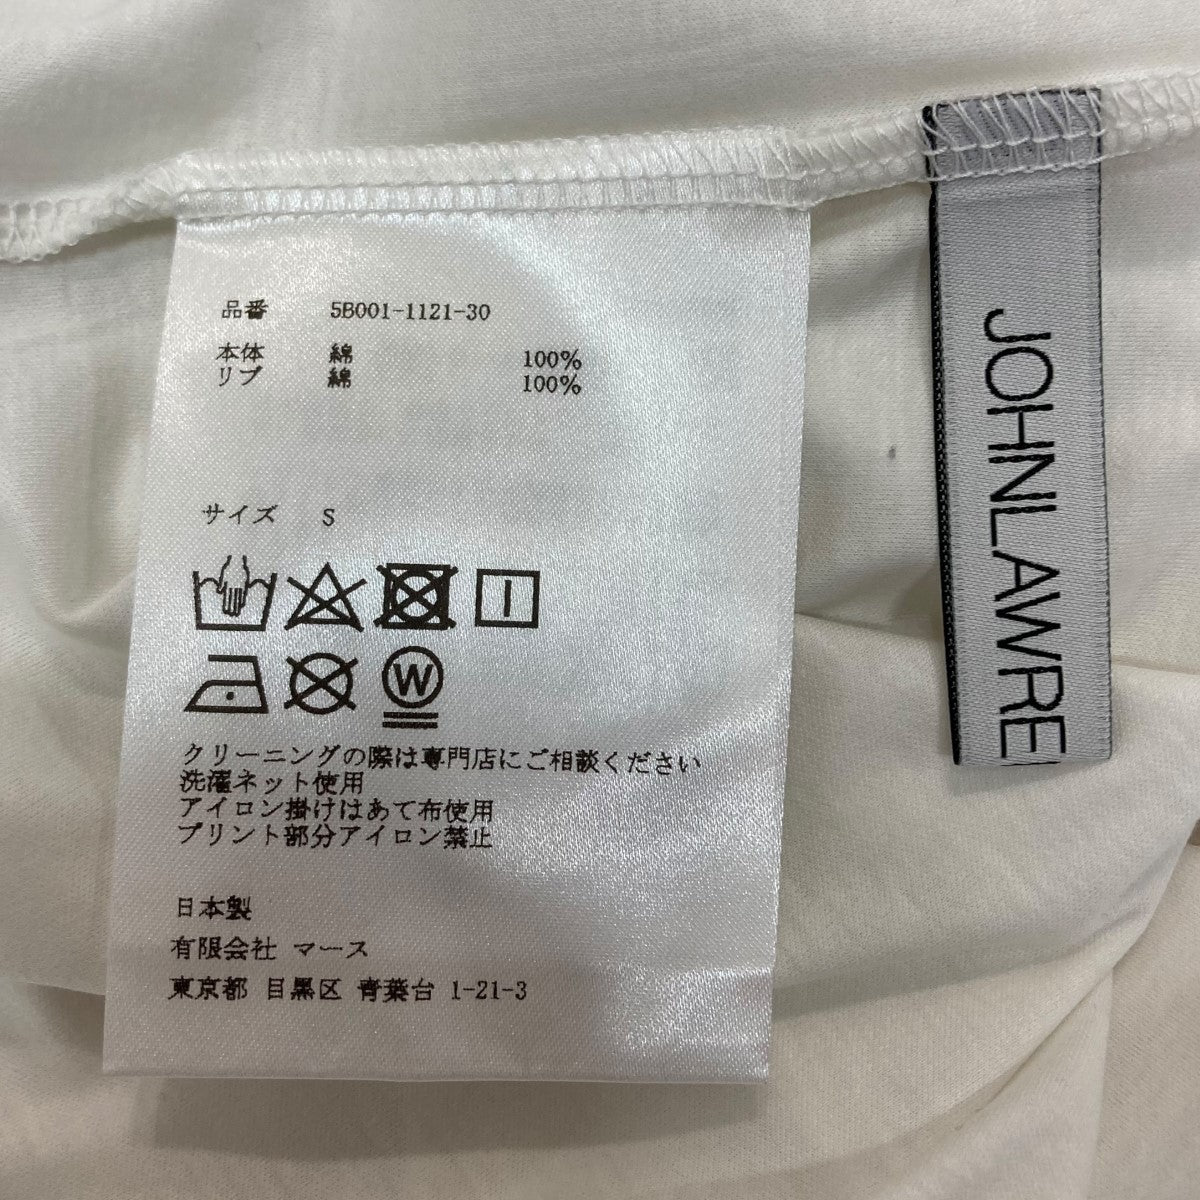 品番 5B001-1121-30
本体 綿 100%
リブ 綿 100%
サイズ S
W
クリーニングの際は専門店にご相談ください
洗濯ネット使用
アイロン掛けはあて布使用
プリント部分アイロン禁止
日本製
有限会社 マース
東京都 目黒区 青葉台 1-21-3
JOHNLAWRE